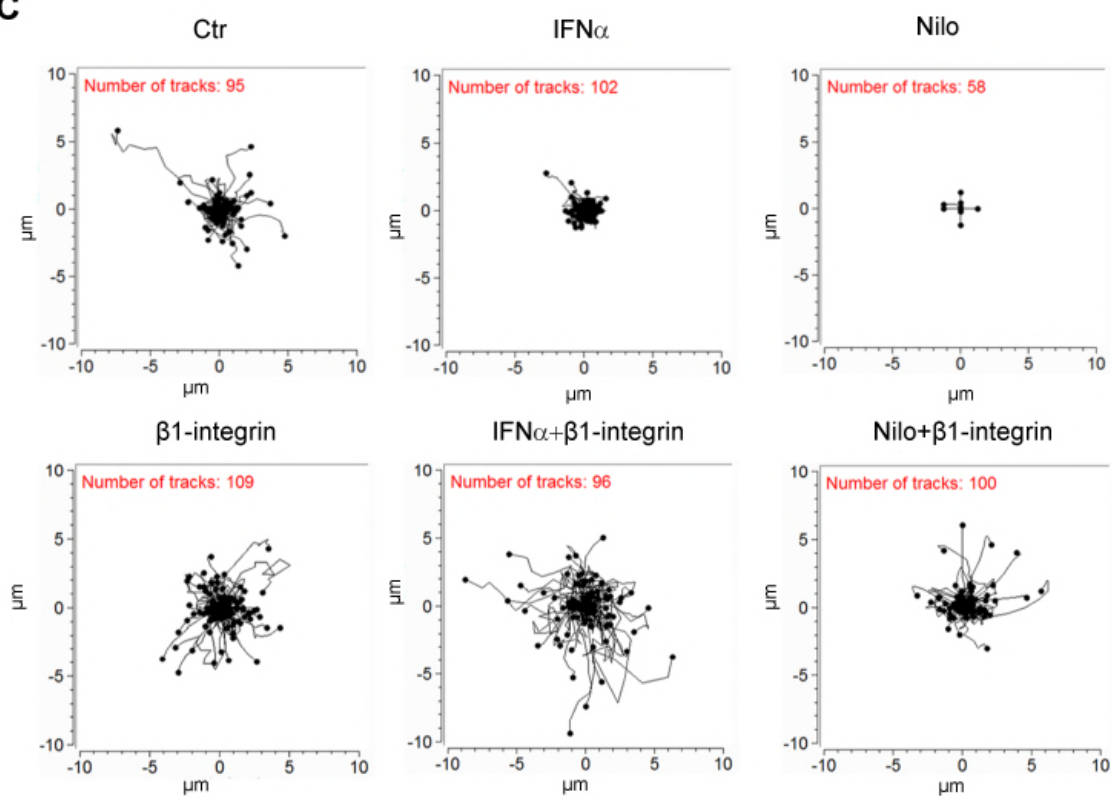 C
Ctr
IFNα
Nilo
Number of tracks: 95
Number of tracks: 102
Number of tracks: 58
10
5
0
-5
-10
μm
-10
-5
0
5
10
μm
10
5
0
-5
-10
μm
-10
-5
0
5
10
μm
10
5
0
-5
-10
μm
-10
-5
0
5
10
μm
β1-integrin
IFNα+β1-integrin
Nilo+β1-integrin
Number of tracks: 109
Number of tracks: 96
Number of tracks: 100
10
5
0
-5
-10
μm
-10
-5
0
5
10
μm
10
5
0
-5
-10
μm
-10
-5
0
5
10
μm
10
5
0
-5
-10
μm
-10
-5
0
5
10
μm